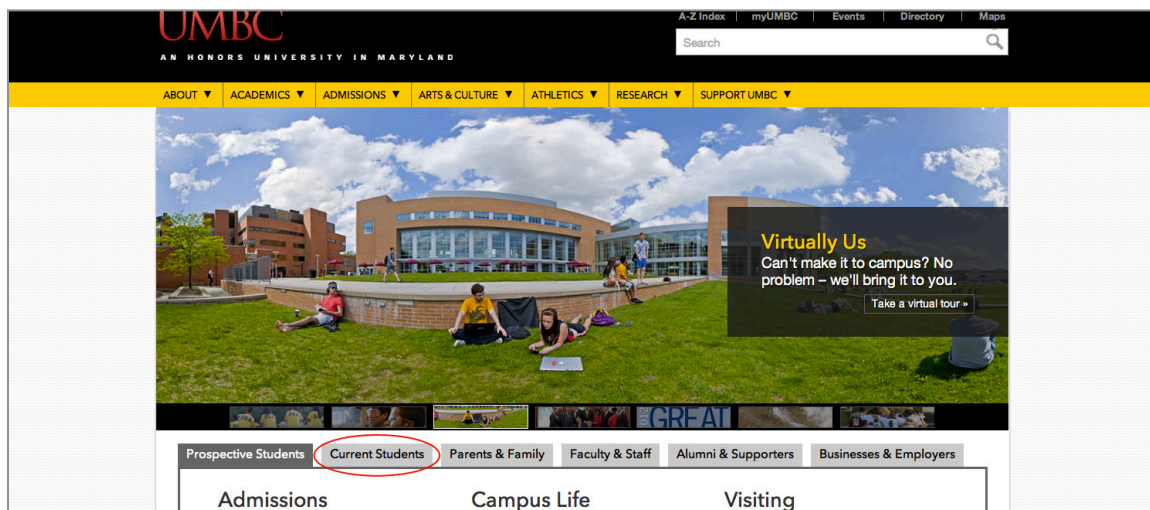 UMBC
AN HONORS UNIVERSITY IN MARYLAND
A-Z Index myUMBC Events Directory Maps
Search
ABOUT ▼ ACADEMICS ▼ ADMISSIONS ▼ ARTS & CULTURE ▼ ATHLETICS ▼ RESEARCH ▼ SUPPORT UMBC ▼
Virtually Us
Can't make it to campus? No
problem – we'll bring it to you.
Take a virtual tour »
GREAT
Prospective Students Current Students Parents & Family Faculty & Staff Alumni & Supporters Businesses & Employers
Admissions Campus Life Visiting